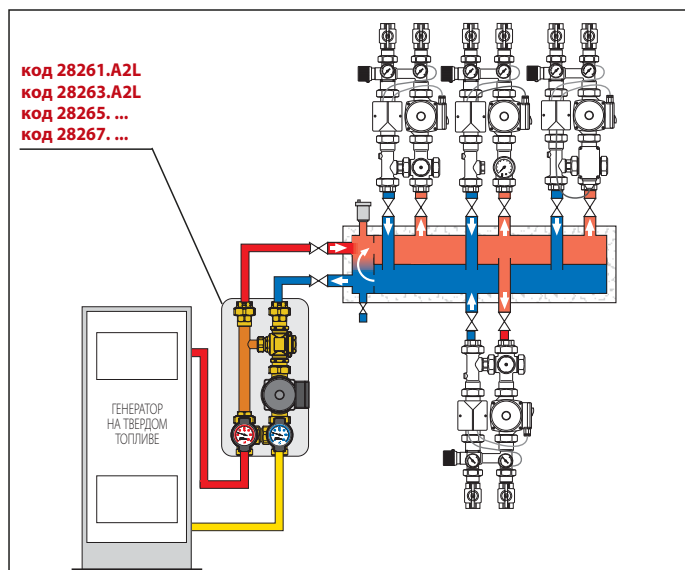 код 28261.A2L
код 28263.A2L
код 28265. ...
код 28267. ...
ГЕНЕРАТОР
НА ТВЕРДОМ
ТОПЛИВЕ